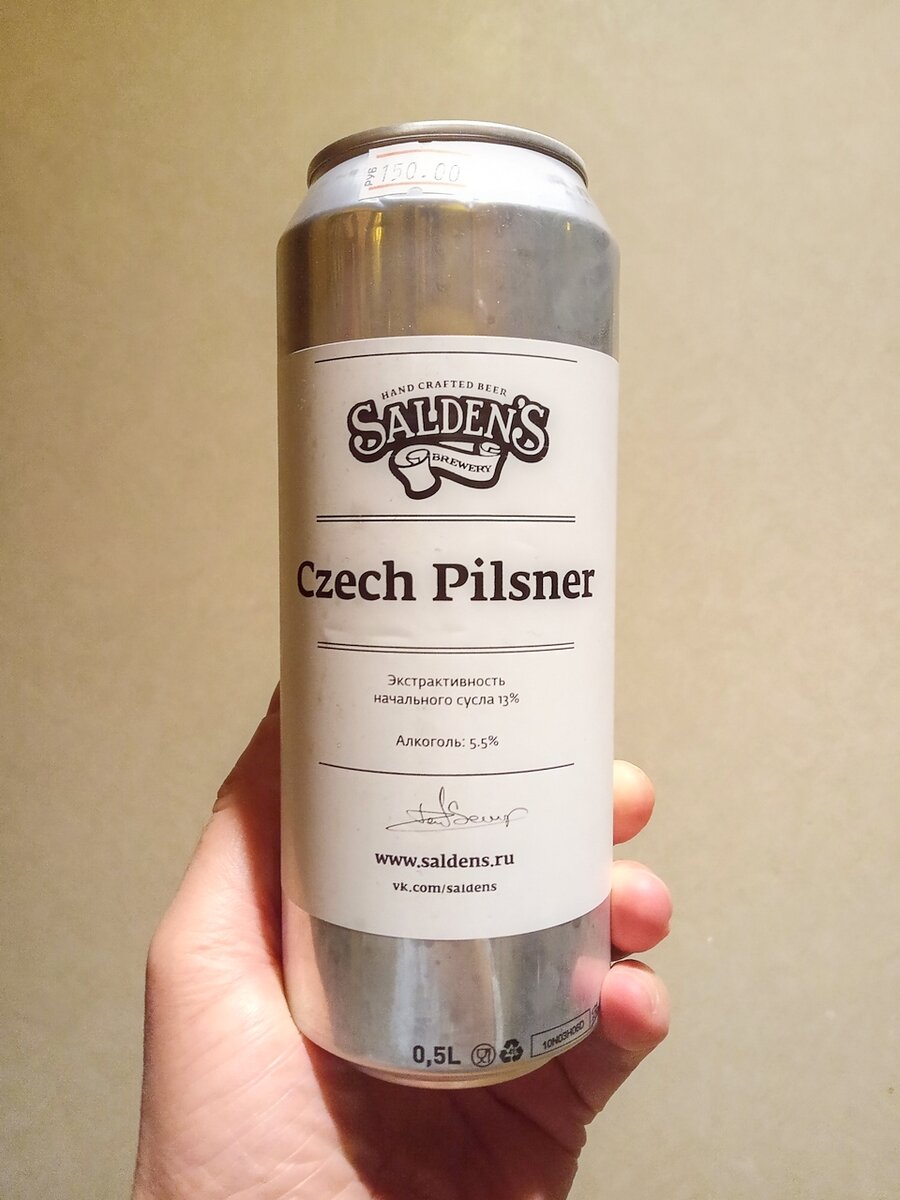 РУБ 150.00
HAND CRAFTED BEER
SALDEN'S
BREWERY
Czech Pilsner
Экстрактивность
начального сусла 13%
Алкоголь: 5.5%
www.saldens.ru
vk.com/saldens
0,5L
10N03H06D